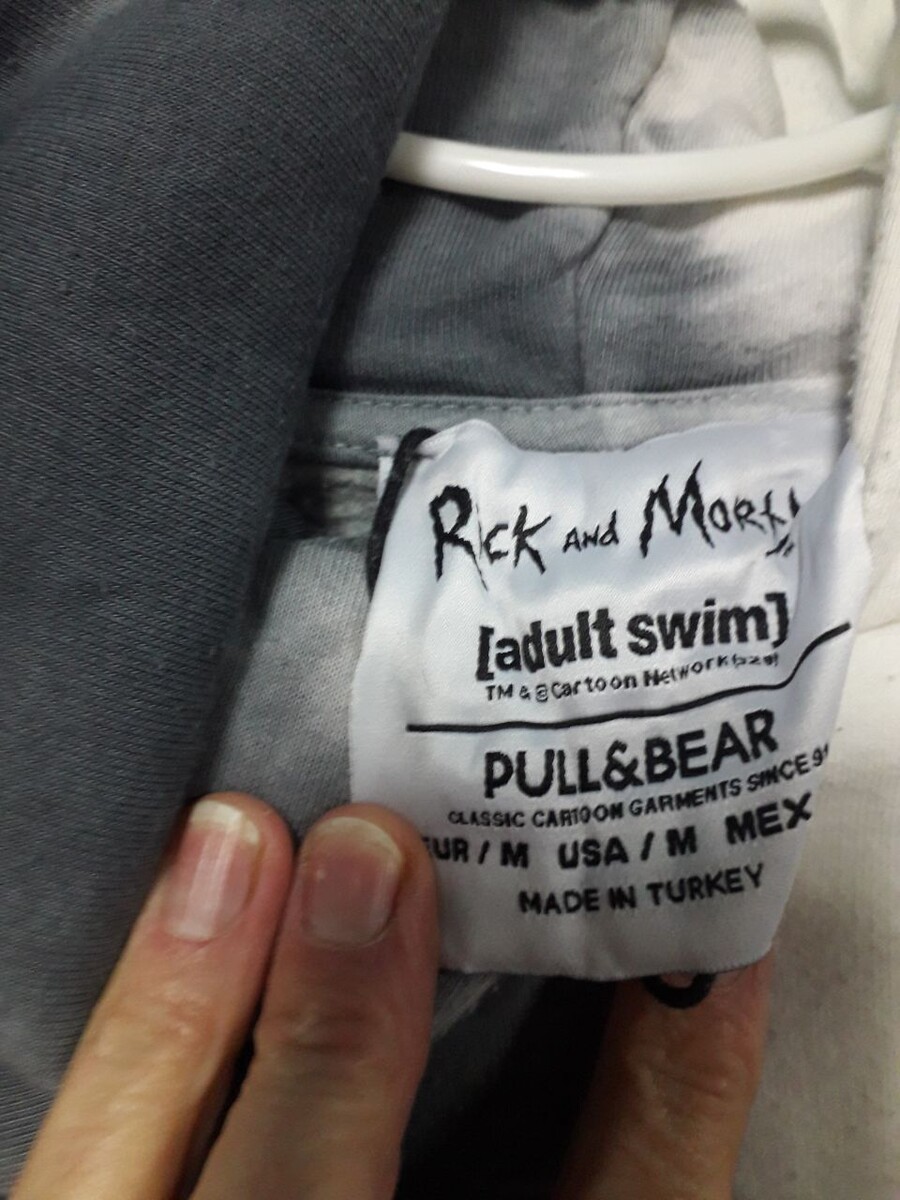 RICK AND MORTY
[adult swim]
TM & © Cartoon Network
PULL&BEAR
CLASSIC CARTOON GARMENTS SINCE
EUR / M USA / M MEX
MADE IN TURKEY